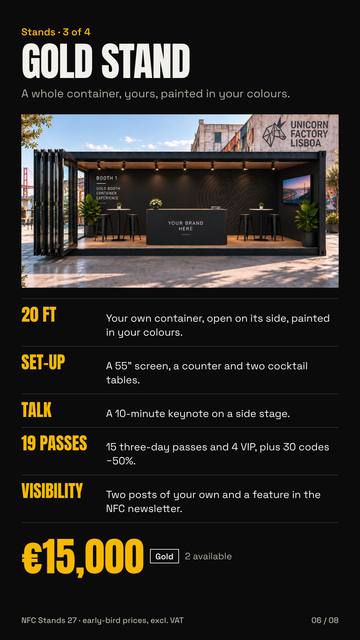 Stands · 3 of 4
GOLD STAND
A whole container, yours, painted in your colours.
UNICORN
FACTORY
LISBOA
BOOTH 1
GOLD BOOTH
CONTAINER
EXPERIENCE
YOUR BRAND
HERE
20 FT
Your own container, open on its side, painted
in your colours.
SET-UP
A 55” screen, a counter and two cocktail
tables.
TALK
A 10-minute keynote on a side stage.
19 PASSES
15 three-day passes and 4 VIP, plus 30 codes
−50%.
VISIBILITY
Two posts of your own and a feature in the
NFC newsletter.
€15,000 Gold 2 available
NFC Stands 27 · early-bird prices, excl. VAT
06 / 08